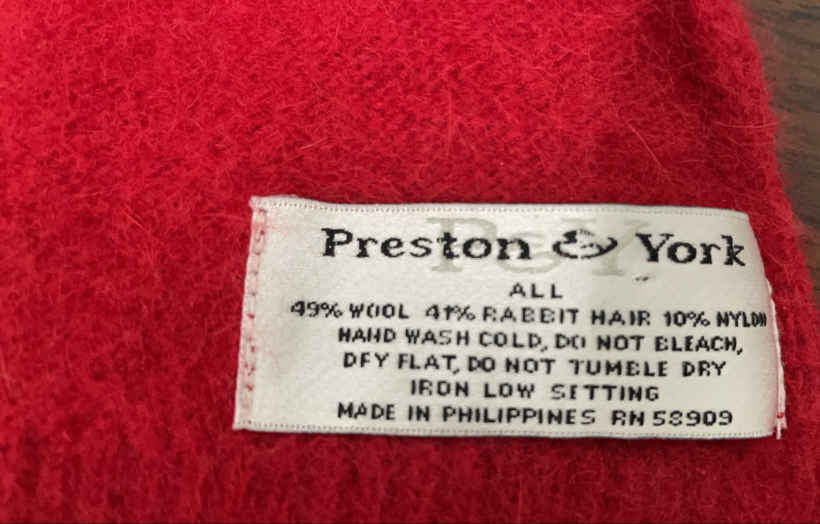 Preston & York
ALL
49% WOOL 41% RABBIT HAIR 10% NYLON
HAND WASH COLD, DO NOT BLEACH,
DRY FLAT, DO NOT TUMBLE DRY
IRON LOW SETTING
MADE IN PHILIPPINES RN 58909
P&Y